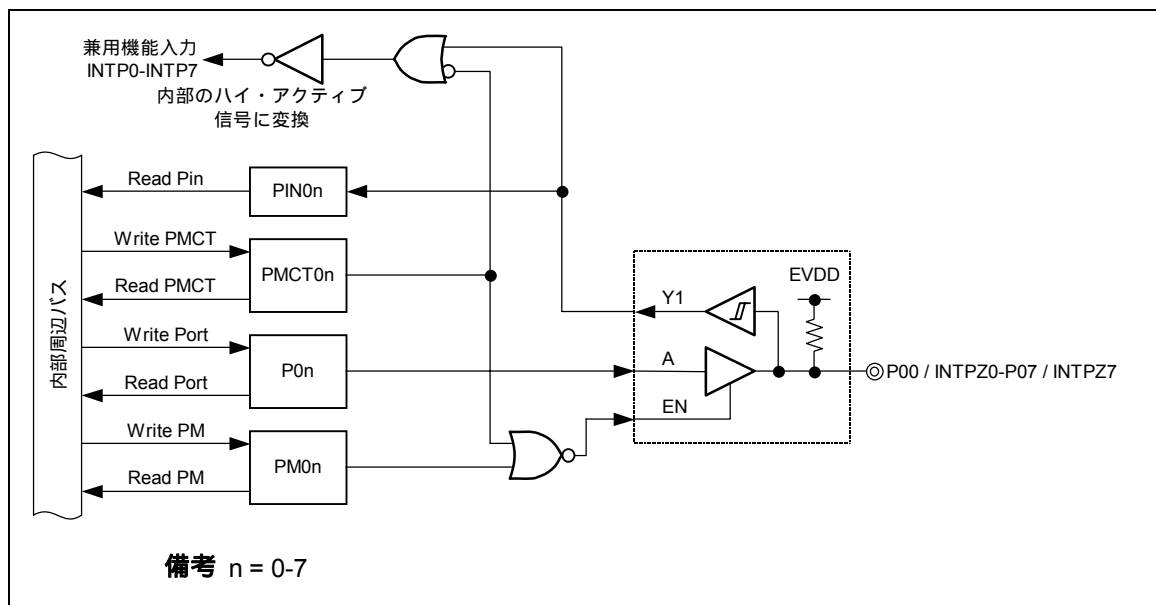 兼用機能入力
INTP0-INTP7
内部のハイ・アクティブ
信号に変換
内部周辺バス
Read Pin
PIN0n
Write PMCT
PMCT0n
Read PMCT
Write Port
P0n
Read Port
Write PM
PM0n
Read PM
EVDD
Y1
A
EN
P00 / INTPZ0-P07 / INTPZ7
備考 n = 0-7